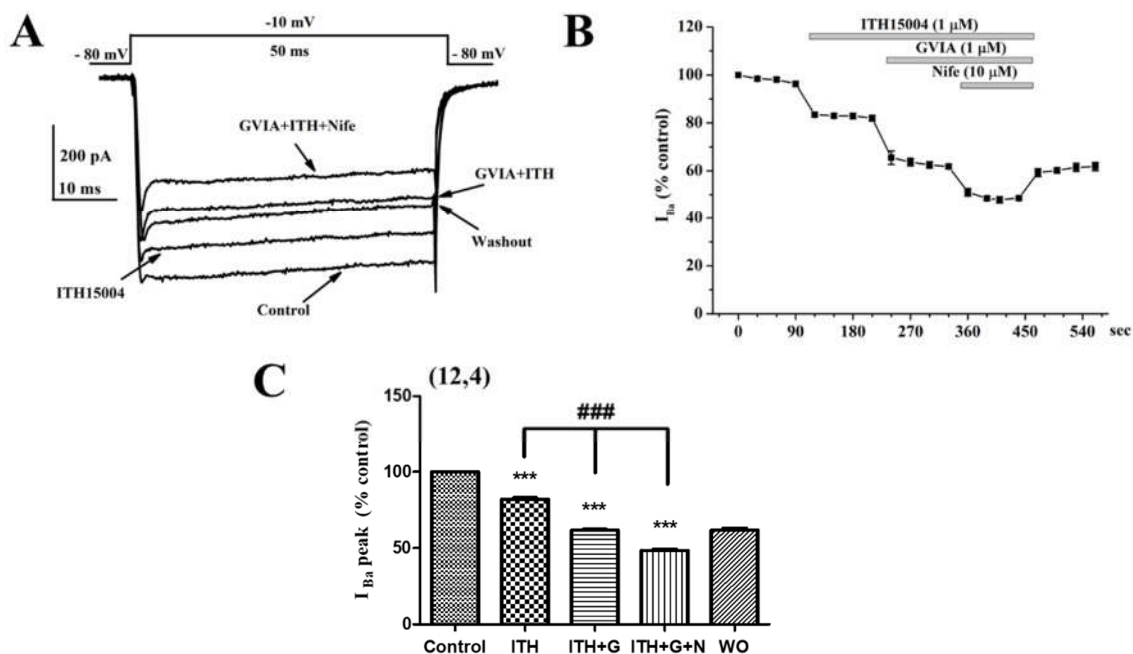 A
-10 mV
- 80 mV
50 ms
- 80 mV
GVIA+ITH+Nife
200 pA
10 ms
GVIA+ITH
Washout
ITH15004
Control
B
ITH15004 (1 μM)
GVIA (1 μM)
Nife (10 μM)
I Ba (% control)
120
100
80
60
40
20
0
0 90 180 270 360 450 540 sec
C
(12,4)
###
I Ba peak (% control)
150
100
50
0
***
***
***
Control ITH ITH+G ITH+G+N WO